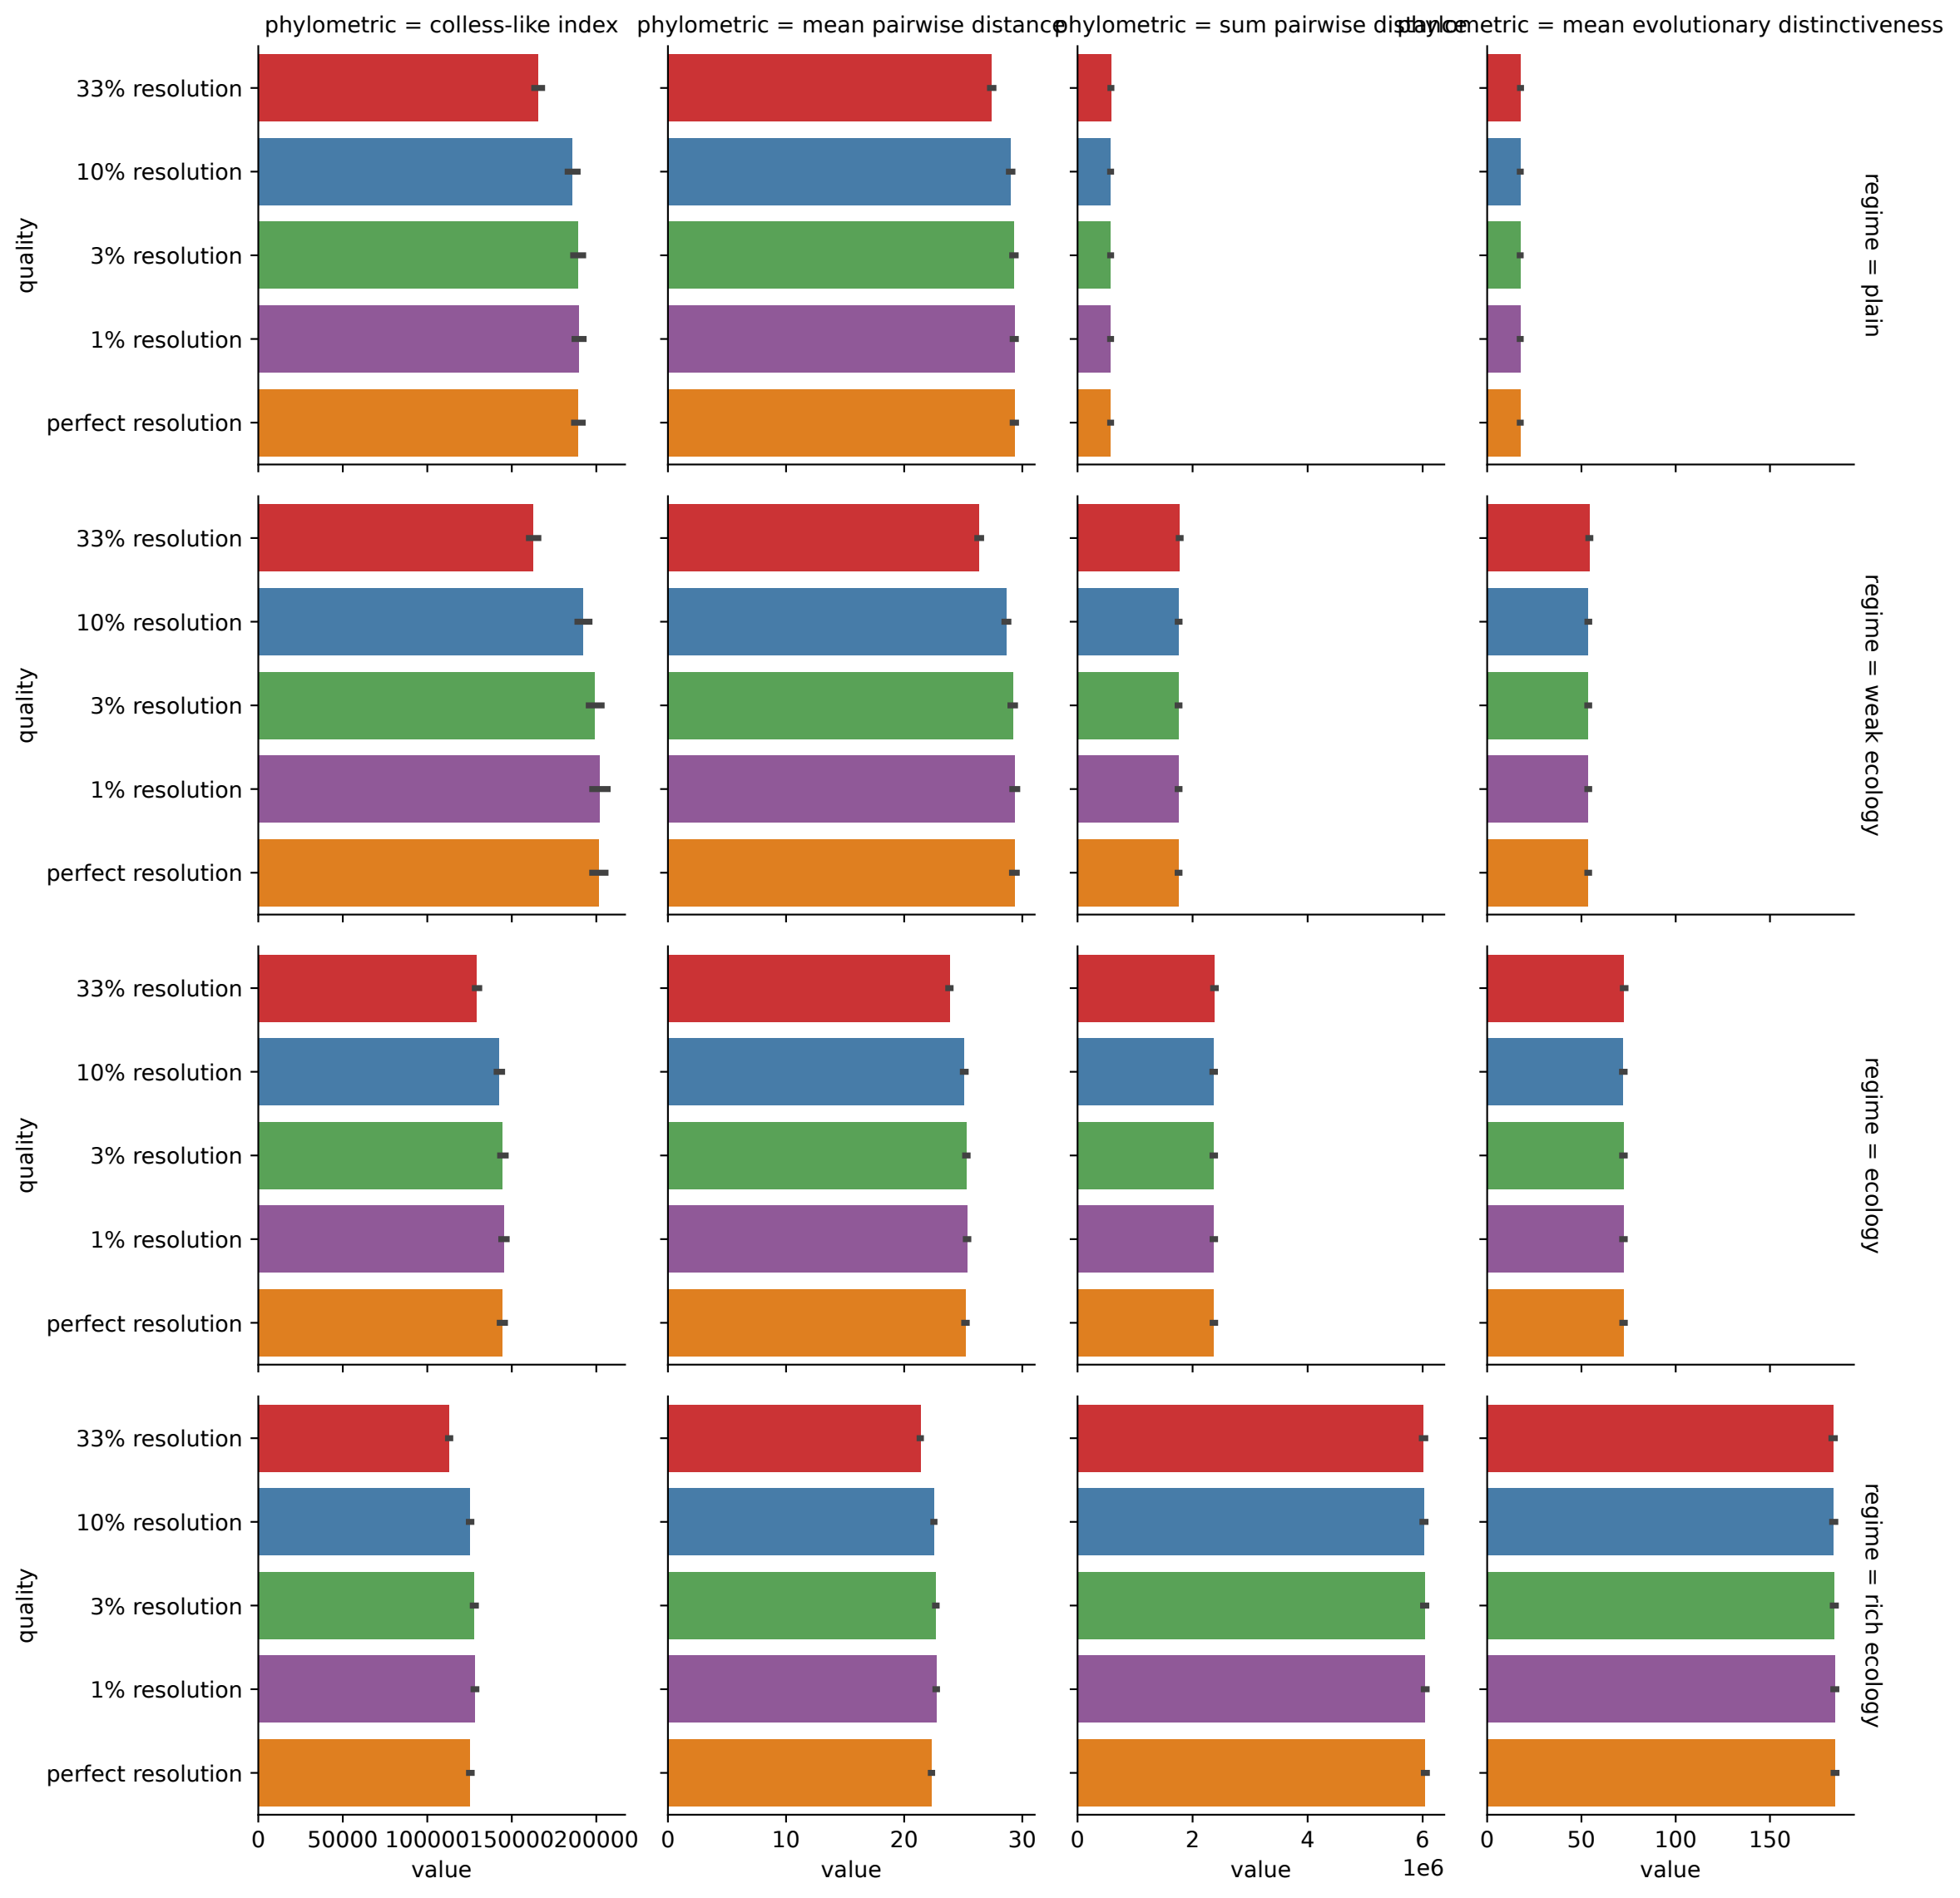 phylometric = colless-like index
phylometric = mean pairwise distance
phylometric = sum pairwise distance
phylometric = mean evolutionary distinctiveness
quality
33% resolution
10% resolution
3% resolution
1% resolution
perfect resolution
regime = plain
quality
33% resolution
10% resolution
3% resolution
1% resolution
perfect resolution
regime = weak ecology
quality
33% resolution
10% resolution
3% resolution
1% resolution
perfect resolution
regime = ecology
quality
33% resolution
10% resolution
3% resolution
1% resolution
perfect resolution
regime = rich ecology
0 50000 100000 150000 200000
value
0 10 20 30
value
0 2 4 6
1e6
value
0 50 100 150
value